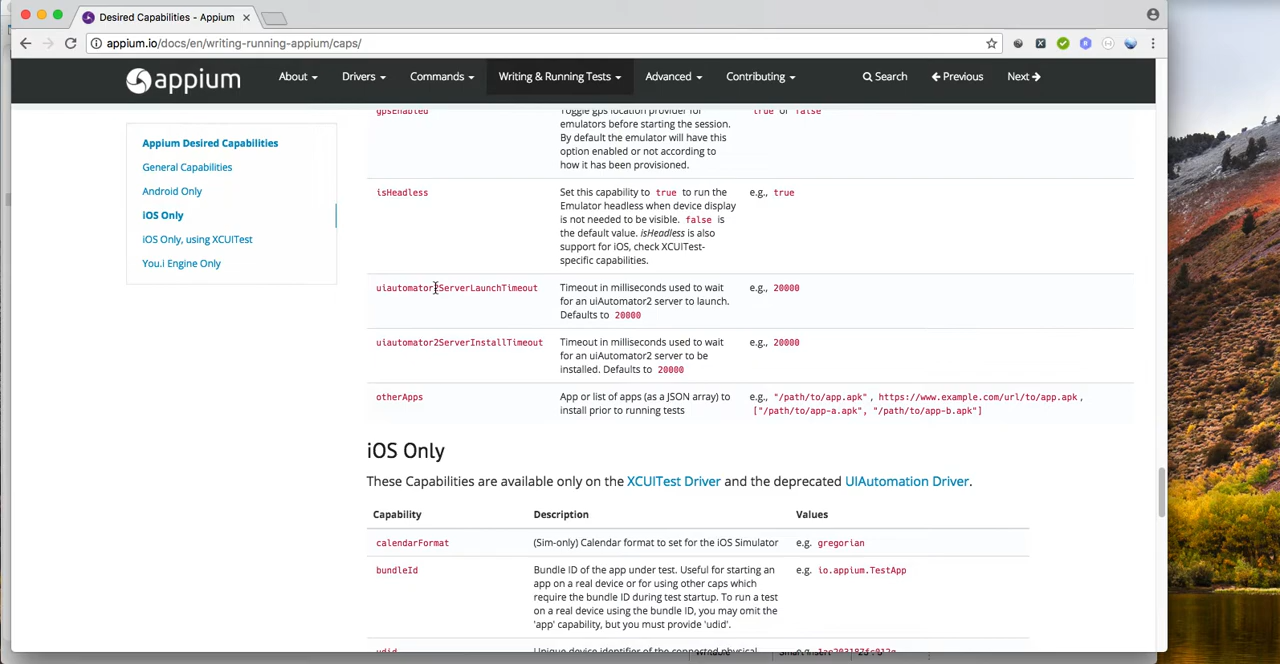 Desired Capabilities - Appium
appium.io/docs/en/writing-running-appium/caps/
appium
About
Drivers
Commands
Writing & Running Tests
Advanced
Contributing
Search
Previous
Next
Appium Desired Capabilities
General Capabilities
Android Only
iOS Only
iOS Only, using XCUITest
You.i Engine Only
gpsEnabled
Toggle gps location provider for
emulators before starting the session.
By default the emulator will have this
option enabled or not according to
how it has been provisioned.
true or false
isHeadless
Set this capability to true to run the
Emulator headless when device display
is not needed to be visible. false is
the default value. isHeadless is also
support for iOS, check XCUITest-
specific capabilities.
e.g., true
uiautomator2ServerLaunchTimeout
Timeout in milliseconds used to wait
for an uiAutomator2 server to launch.
Defaults to 20000
e.g., 20000
uiautomator2ServerInstallTimeout
Timeout in milliseconds used to wait
for an uiAutomator2 server to be
installed. Defaults to 20000
e.g., 20000
otherApps
App or list of apps (as a JSON array) to
install prior to running tests
e.g., "/path/to/app.apk", https://www.example.com/url/to/app.apk,
["/path/to/app-a.apk", "/path/to/app-b.apk"]
iOS Only
These Capabilities are available only on the XCUITest Driver and the deprecated UIAutomation Driver.
Capability
Description
Values
calendarFormat
(Sim-only) Calendar format to set for the iOS Simulator
e.g. gregorian
bundleId
Bundle ID of the app under test. Useful for starting an
app on a real device or for using other caps which
require the bundle ID during test startup. To run a test
on a real device using the bundle ID, you may omit the
'app' capability, but you must provide 'udid'.
e.g. io.appium.TestApp
udid
Unique device identifier of the connected physical